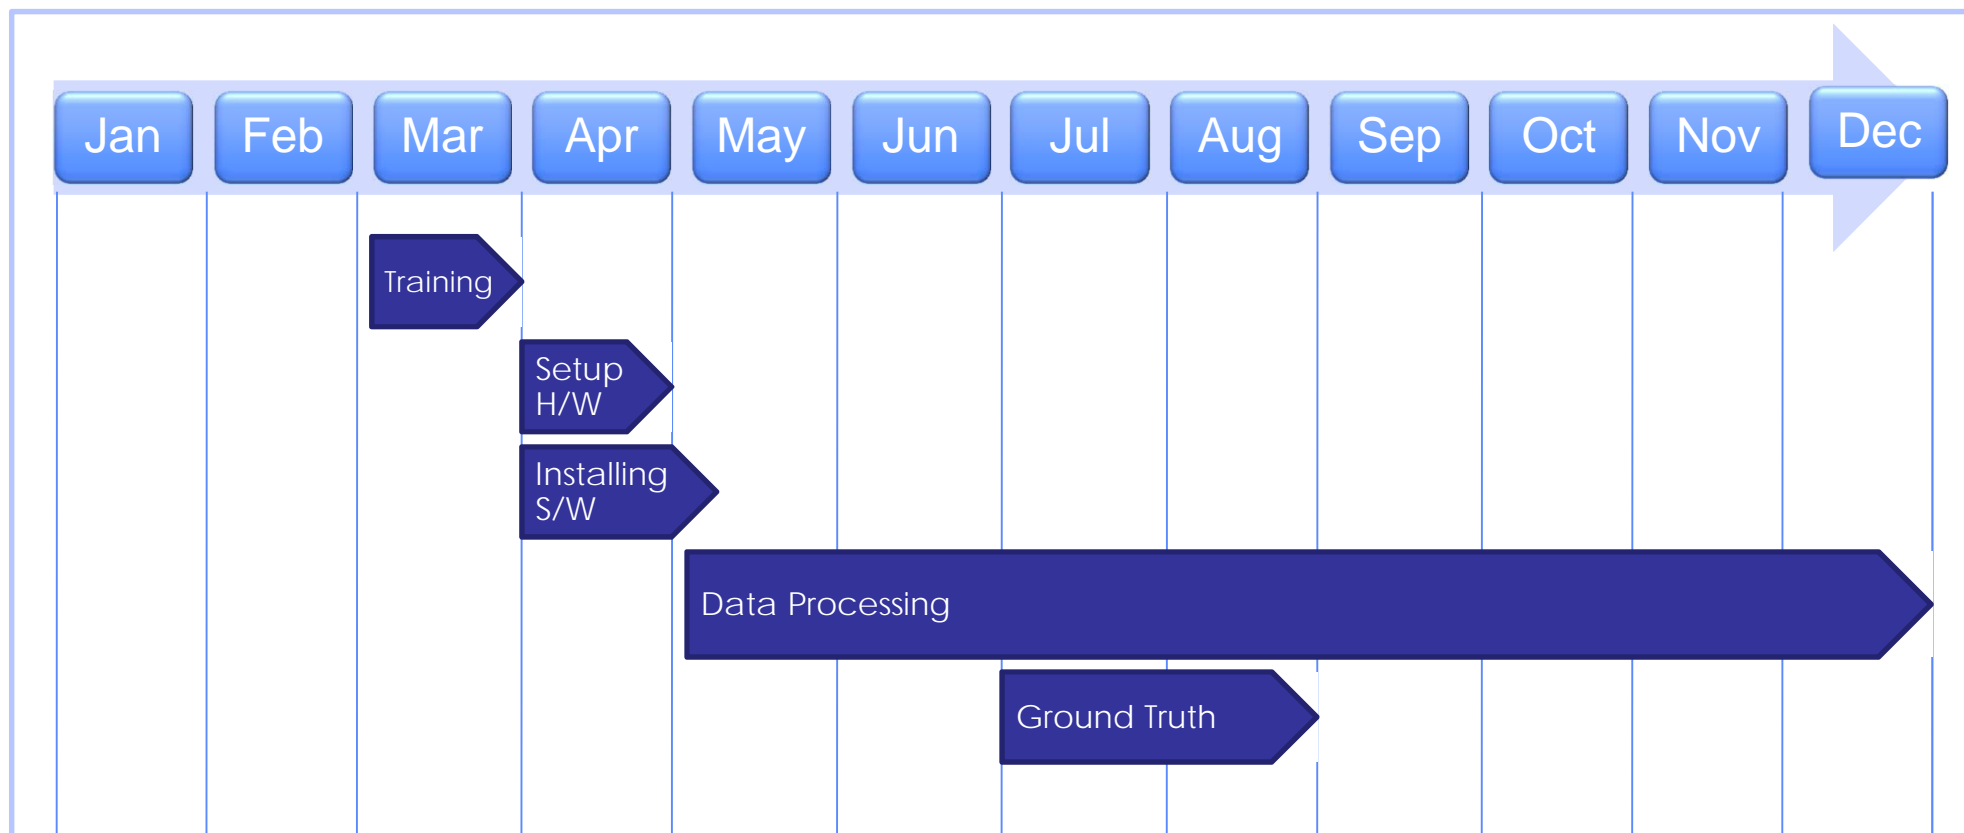 Jan Feb Mar Apr May Jun Jul Aug Sep Oct Nov Dec
Training
Setup
H/W
Installing
S/W
Data Processing
Ground Truth